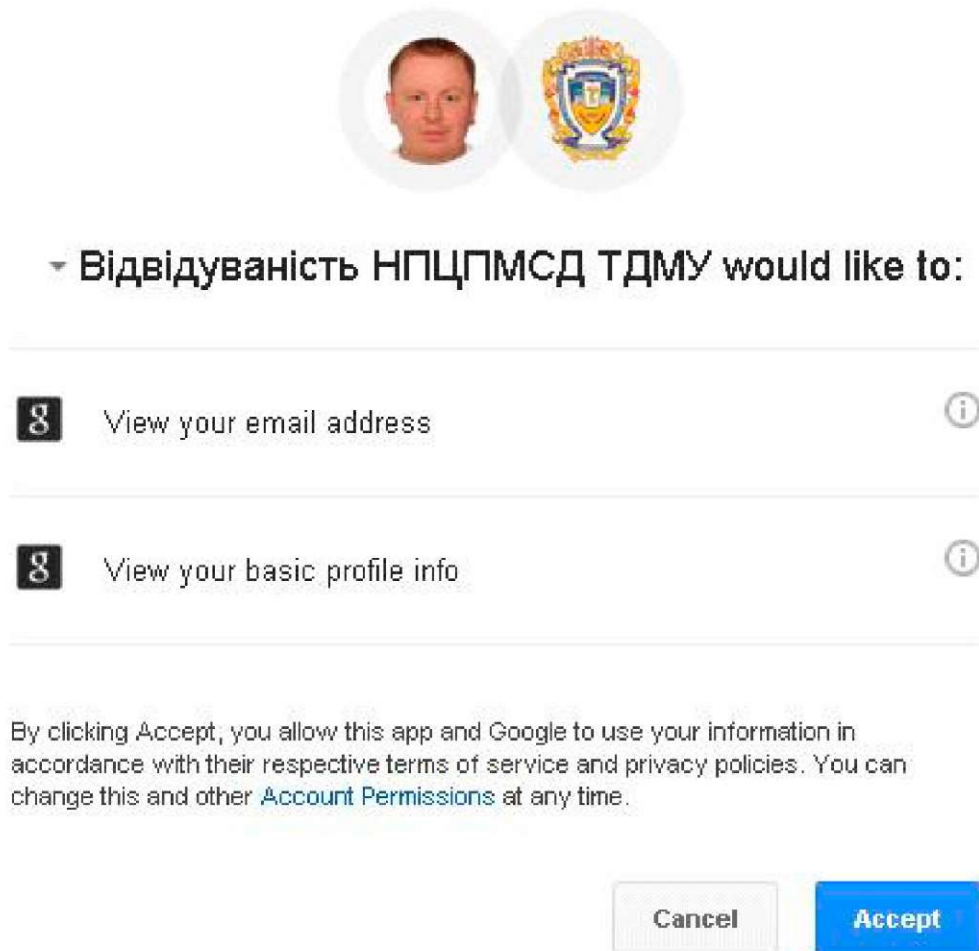 Відвідуваність НПЦПМСД ТДМУ would like to:
View your email address
View your basic profile info
By clicking Accept, you allow this app and Google to use your information in
accordance with their respective terms of service and privacy policies. You can
change this and other Account Permissions at any time.
Cancel
Accept